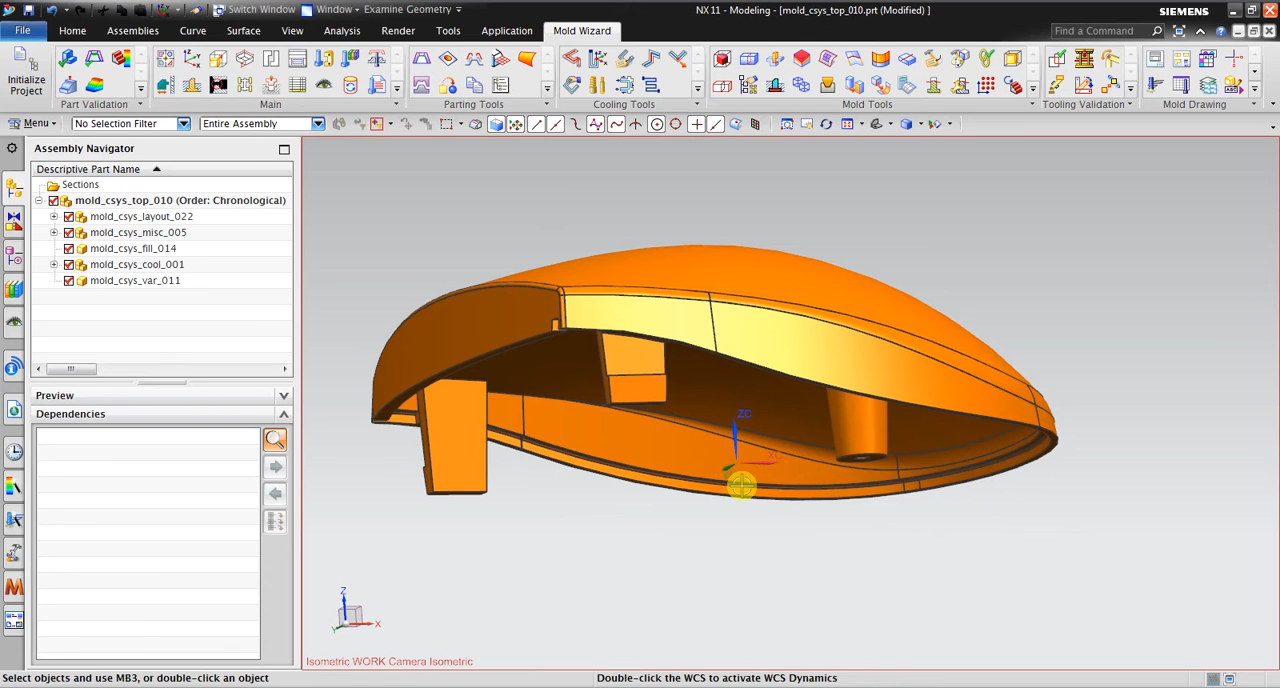 Switch Window Window Examine Geometry
NX 11 - Modeling - [mold_csys_top_010.prt (Modified) ]
SIEMENS
File Home Assemblies Curve Surface View Analysis Render Tools Application Mold Wizard
Find a Command
Initialize
Project
Part Validation Main Parting Tools Cooling Tools Mold Tools Tooling Validation Mold Drawing
Menu No Selection Filter Entire Assembly
Assembly Navigator
Descriptive Part Name
Sections
mold_csys_top_010 (Order: Chronological)
mold_csys_layout_022
mold_csys_misc_005
mold_csys_fill_014
mold_csys_cool_001
mold_csys_var_011
Preview
Dependencies
ZC
XC
Z
X
Y
Isometric WORK Camera Isometric
Select objects and use MB3, or double-click an object
Double-click the WCS to activate WCS Dynamics